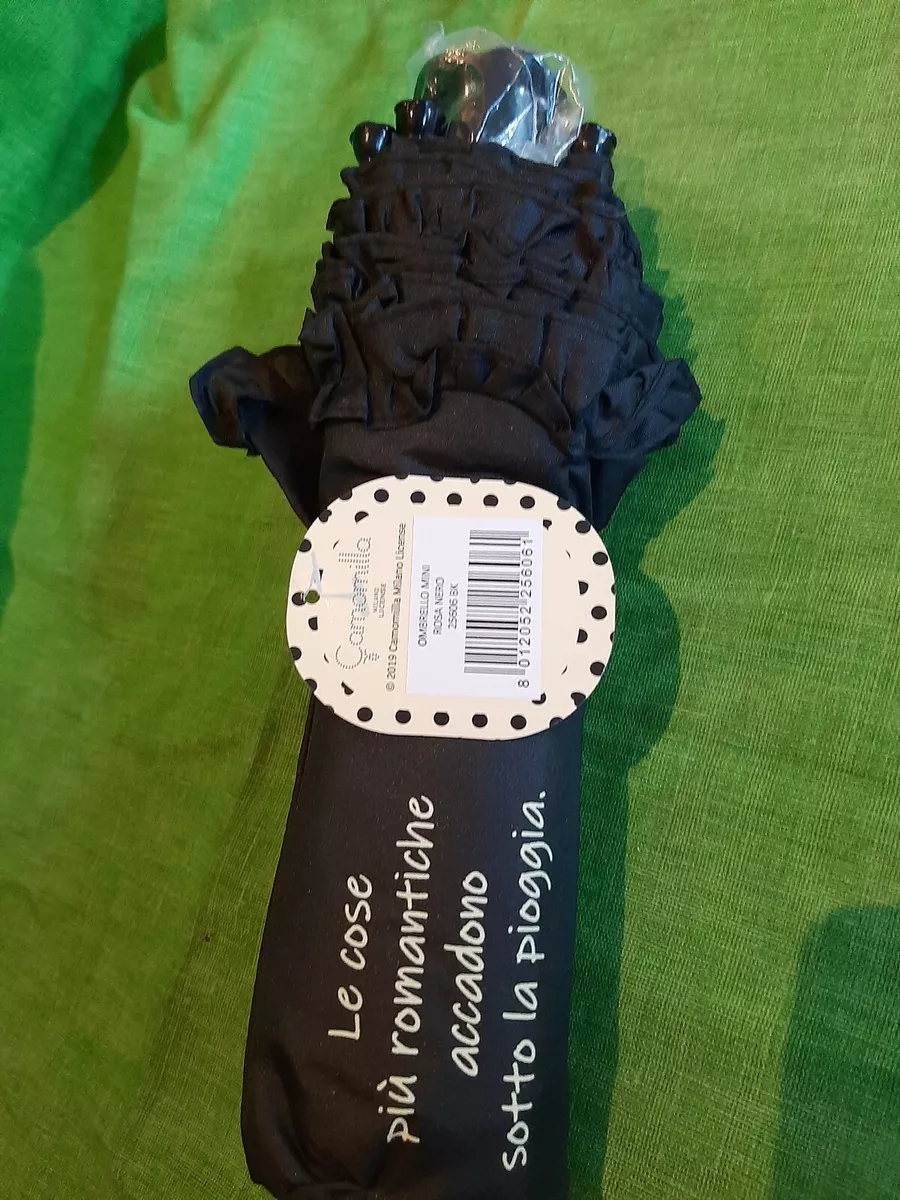 Camomilla
MILANO
LICENSE
© 2019 Camomilla Milano License
OMBRELLO MINI
ROSA NERO
25606 BK
8 012052 256061
Le cose
più romantiche
accadono
sotto la pioggia.